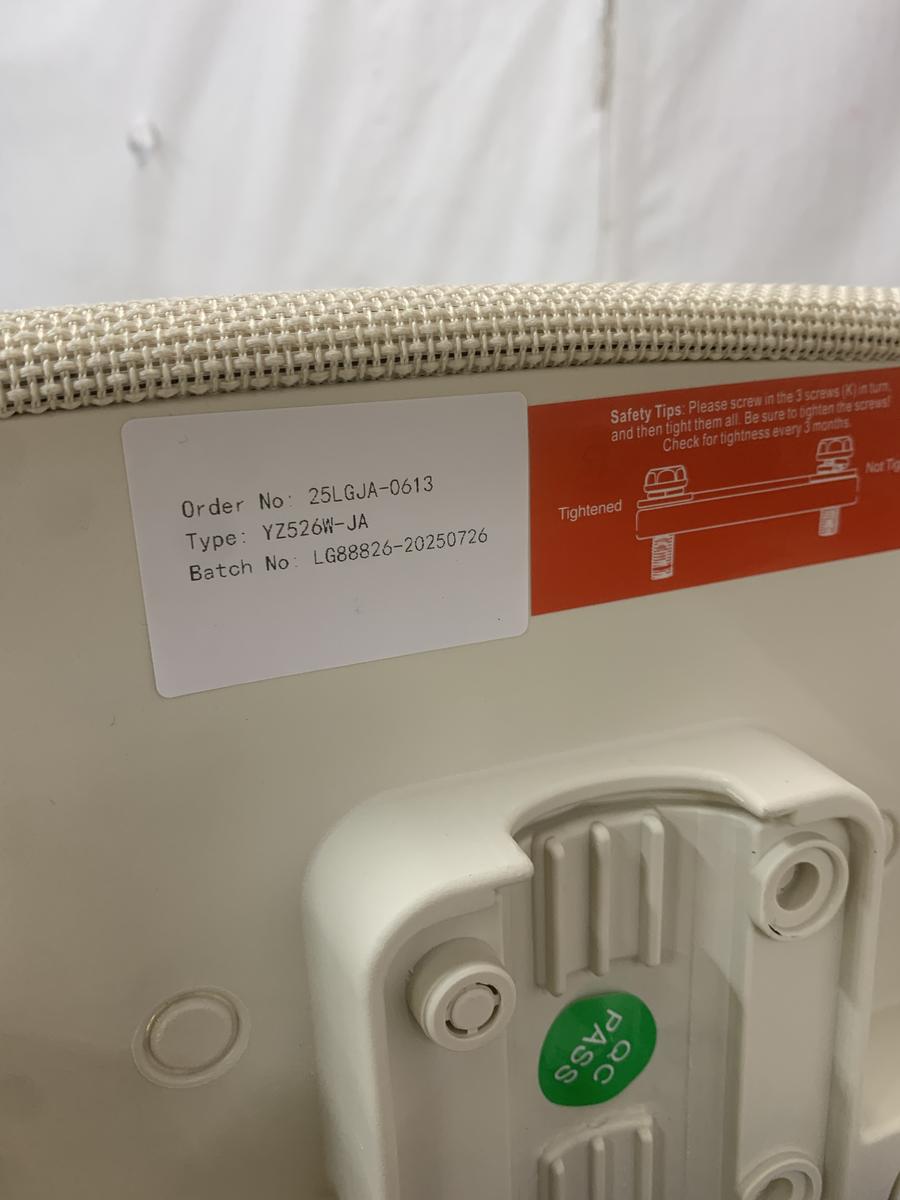 Order No: 25LGJA-0613
Type: YZ526W-JA
Batch No: LG88826-20250726
Safety Tips: Please screw in the 3 screws (K) in turn,
and then tight them all. Be sure to tighten the screws!
Check for tightness every 3 months.
Tightened
Not
QC
PASS